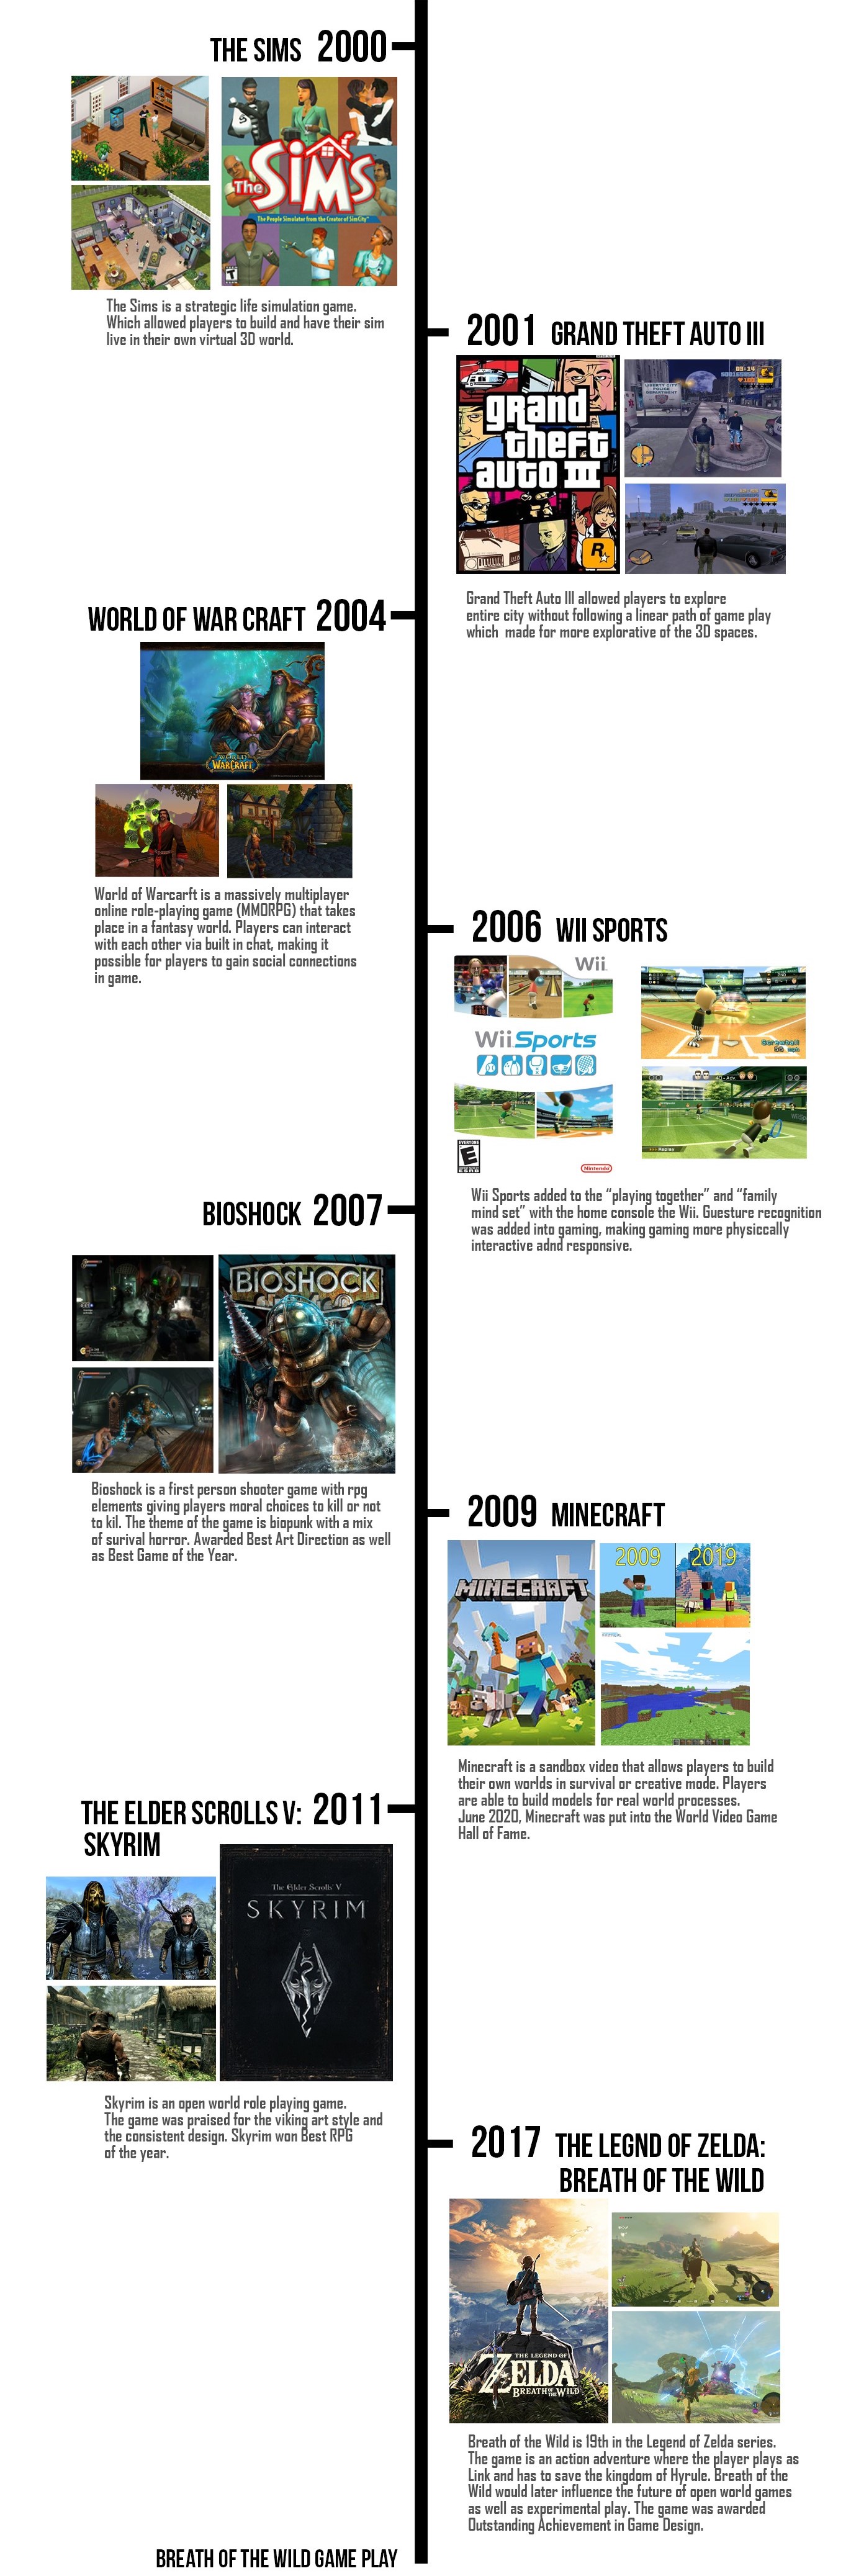 THE SIMS 2000
The SiMS
The People Simulator from the Creator of SimCity™
T
The Sims is a strategic life simulation game.
Which allowed players to build and have their sim
live in their own virtual 3D world.
2001 GRAND THEFT AUTO III
grand
theft
auto III
R
LIBERTY CITY
POLICE
DEPARTMENT
Grand Theft Auto III allowed players to explore
entire city without following a linear path of game play
which made for more explorative of the 3D spaces.
WORLD OF WAR CRAFT 2004
WORLD
OF
WARCRAFT
World of Warcarft is a massively multiplayer
online role-playing game (MMORPG) that takes
place in a fantasy world. Players can interact
with each other via built in chat, making it
possible for players to gain social connections
in game.
2006 WII SPORTS
Wii
Wii Sports
EVERYONE
E
ESRB
Nintendo
Screwball
Replay
Wii Sports added to the “playing together” and “family
mind set” with the home console the Wii. Guesture recognition
was added into gaming, making gaming more physiccally
interactive adnd responsive.
BIOSHOCK 2007
BIOSHOCK
Bioshock is a first person shooter game with rpg
elements giving players moral choices to kill or not
to kil. The theme of the game is biopunk with a mix
of surival horror. Awarded Best Art Direction as well
as Best Game of the Year.
2009 MINECRAFT
MINECRAFT
2009 2019
Minecraft is a sandbox video that allows players to build
their own worlds in survival or creative mode. Players
are able to build models for real world processes.
June 2020, Minecraft was put into the World Video Game
Hall of Fame.
THE ELDER SCROLLS V: 2011
SKYRIM
The Elder Scrolls V
SKYRIM
Skyrim is an open world role playing game.
The game was praised for the viking art style and
the consistent design. Skyrim won Best RPG
of the year.
2017 THE LEGND OF ZELDA:
BREATH OF THE WILD
THE LEGEND OF
ZELDA
BREATH OF THE WILD
Breath of the Wild is 19th in the Legend of Zelda series.
The game is an action adventure where the player plays as
Link and has to save the kingdom of Hyrule. Breath of the
Wild would later influence the future of open world games
as well as experimental play. The game was awarded
Outstanding Achievement in Game Design.
BREATH OF THE WILD GAME PLAY